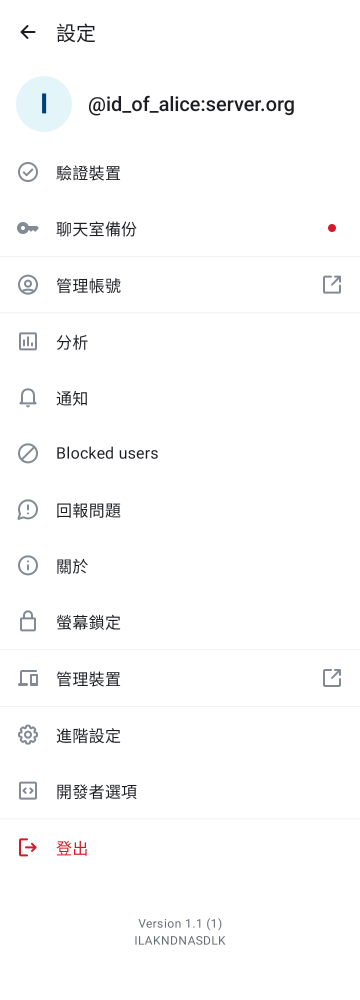 設定
I
@id_of_alice:server.org
驗證裝置
聊天室備份
管理帳號
分析
通知
Blocked users
回報問題
關於
螢幕鎖定
管理裝置
進階設定
開發者選項
登出
Version 1.1 (1)
ILAKNDNASDLK